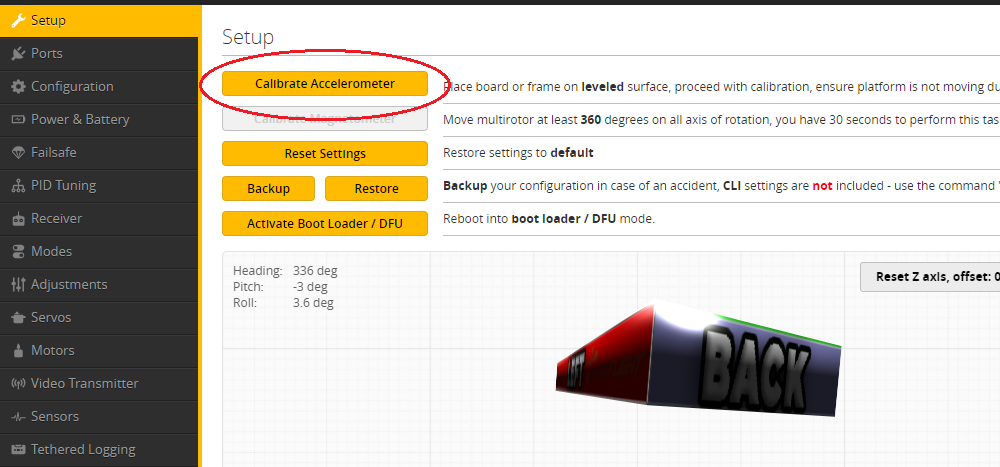 Setup
Ports
Configuration
Power & Battery
Failsafe
PID Tuning
Receiver
Modes
Adjustments
Servos
Motors
Video Transmitter
Sensors
Tethered Logging
Setup
Calibrate Accelerometer
Place board or frame on leveled surface, proceed with calibration, ensure platform is not moving du
Calibrate Magnetometer
Move multirotor at least 360 degrees on all axis of rotation, you have 30 seconds to perform this tas
Reset Settings
Restore settings to default
Backup
Restore
Backup your configuration in case of an accident, CLI settings are not included - use the command '
Activate Boot Loader / DFU
Reboot into boot loader / DFU mode.
Heading: 336 deg
Pitch: -3 deg
Roll: 3.6 deg
Reset Z axis, offset: 0
LEFT
BACK